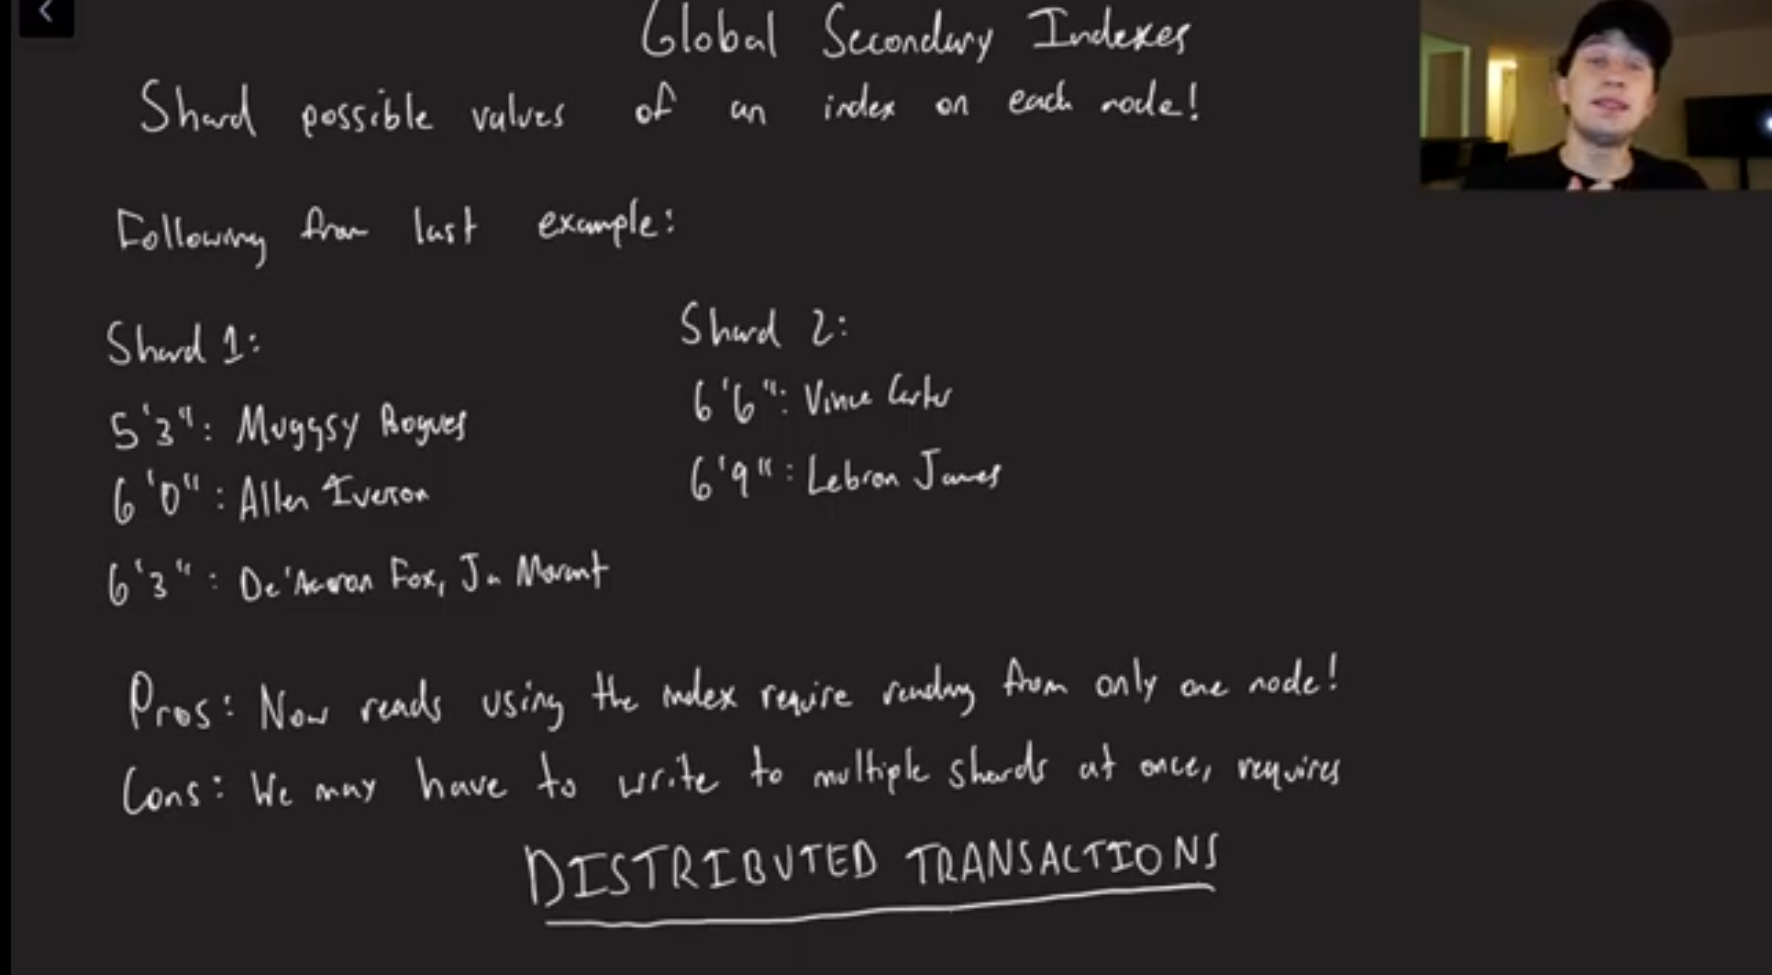 Global Secondary Indexes
Shard possible values of an index on each node!
Following from last example:
Shard 1:
5'3": Muggsy Bogues
6'0": Allen Iverson
6'3": De'Aaron Fox, Ja Morant
Shard 2:
6'6": Vince Carter
6'9": Lebron James
Pros: Now reads using the index require reading from only one node!
Cons: We may have to write to multiple shards at once, requires
DISTRIBUTED TRANSACTIONS